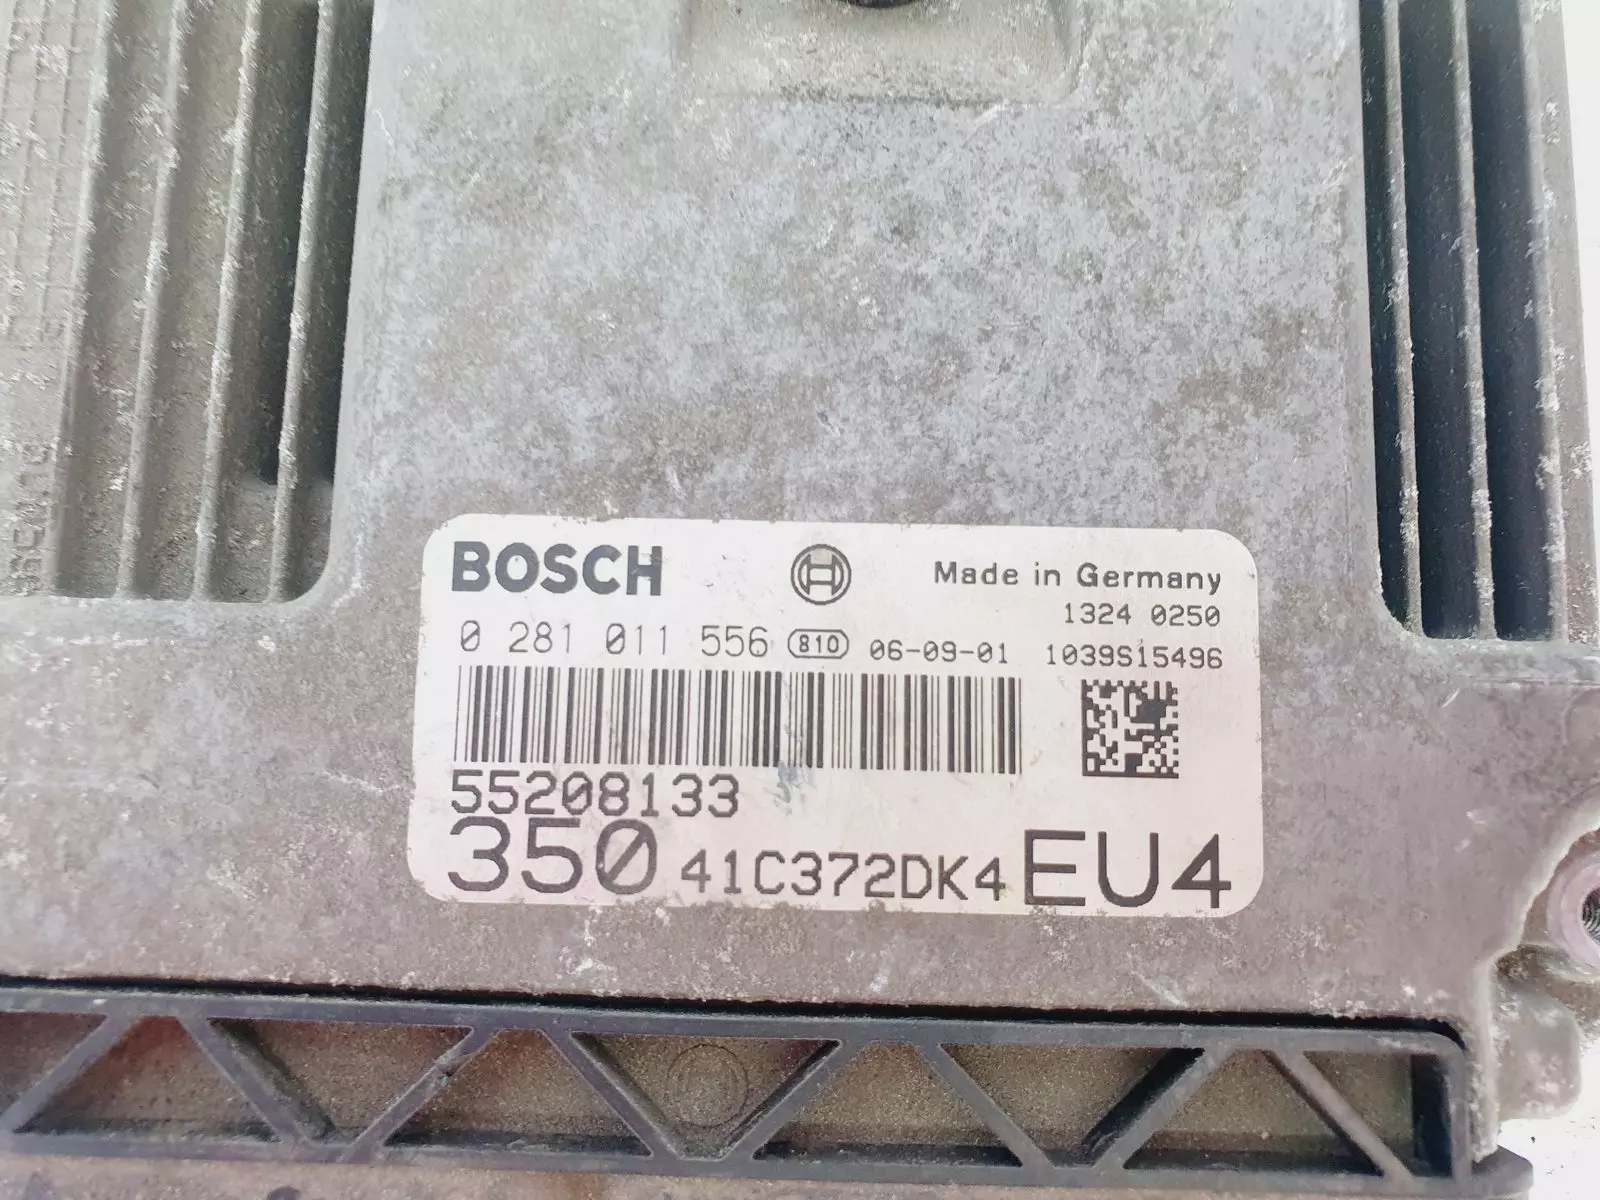 BOSCH Made in Germany
1324 0250
0 281 011 556 810 06-09-01 1039S15496
55208133
350 41C372DK4 EU4